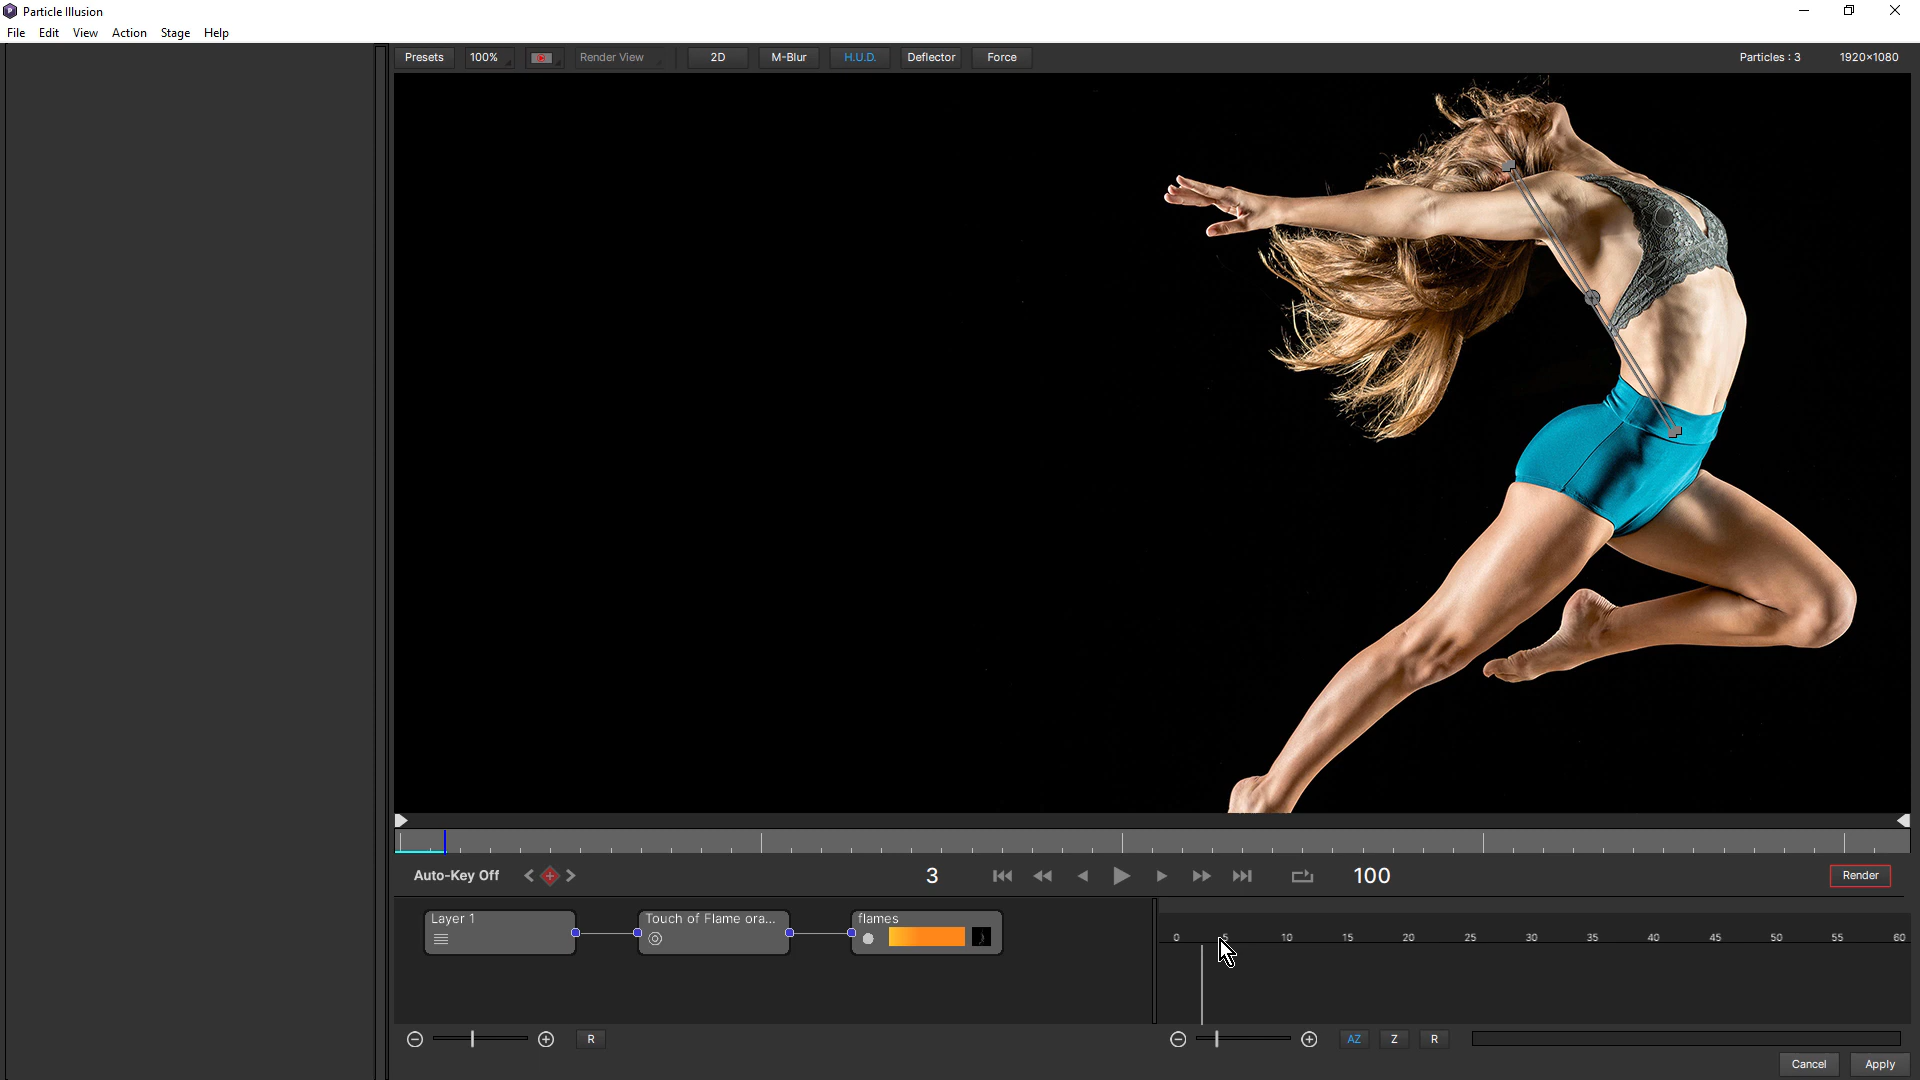 Particle Illusion
File Edit View Action Stage Help
Presets 100% Render View 2D M-Blur H.U.D. Deflector Force Particles : 3 1920×1080
Auto-Key Off 3 100 Render
Layer 1 Touch of Flame ora... flames
0 5 10 15 20 25 30 35 40 45 50 55 60
R AZ Z R
Cancel Apply